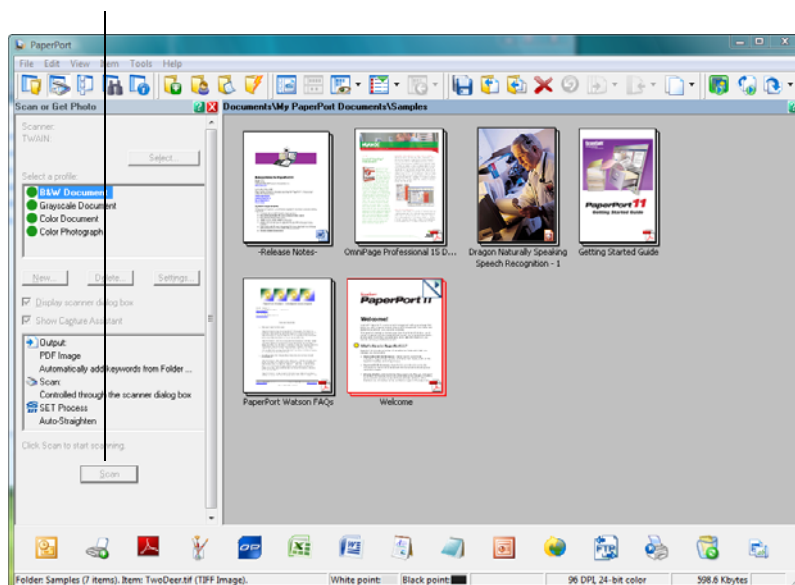 PaperPort
File Edit View Item Tools Help
Scan or Get Photo
Documents\My PaperPort Documents\Samples
Scanner:
TWAIN:
Select...
Select a profile:
B&W Document
Grayscale Document
Color Document
Color Photograph
New... Delete... Settings...
Display scanner dialog box
Show Capture Assistant
Output:
PDF Image
Automatically add keywords from Folder ...
Scan:
Controlled through the scanner dialog box
SET Process
Auto-Straighten
Click Scan to start scanning.
Scan
-Release Notes-
OmniPage Professional 15 D...
Dragon Naturally Speaking
Speech Recognition - 1
PaperPort 11
Getting Started Guide
Getting Started Guide
PaperPort Watson FAQs
PaperPort 11
Welcome!
Welcome
FTP
Folder: Samples (7 items). Item: TwoDeer.tif (TIFF Image). White point: Black point: 96 DPI, 24-bit color 598.6 Kbytes